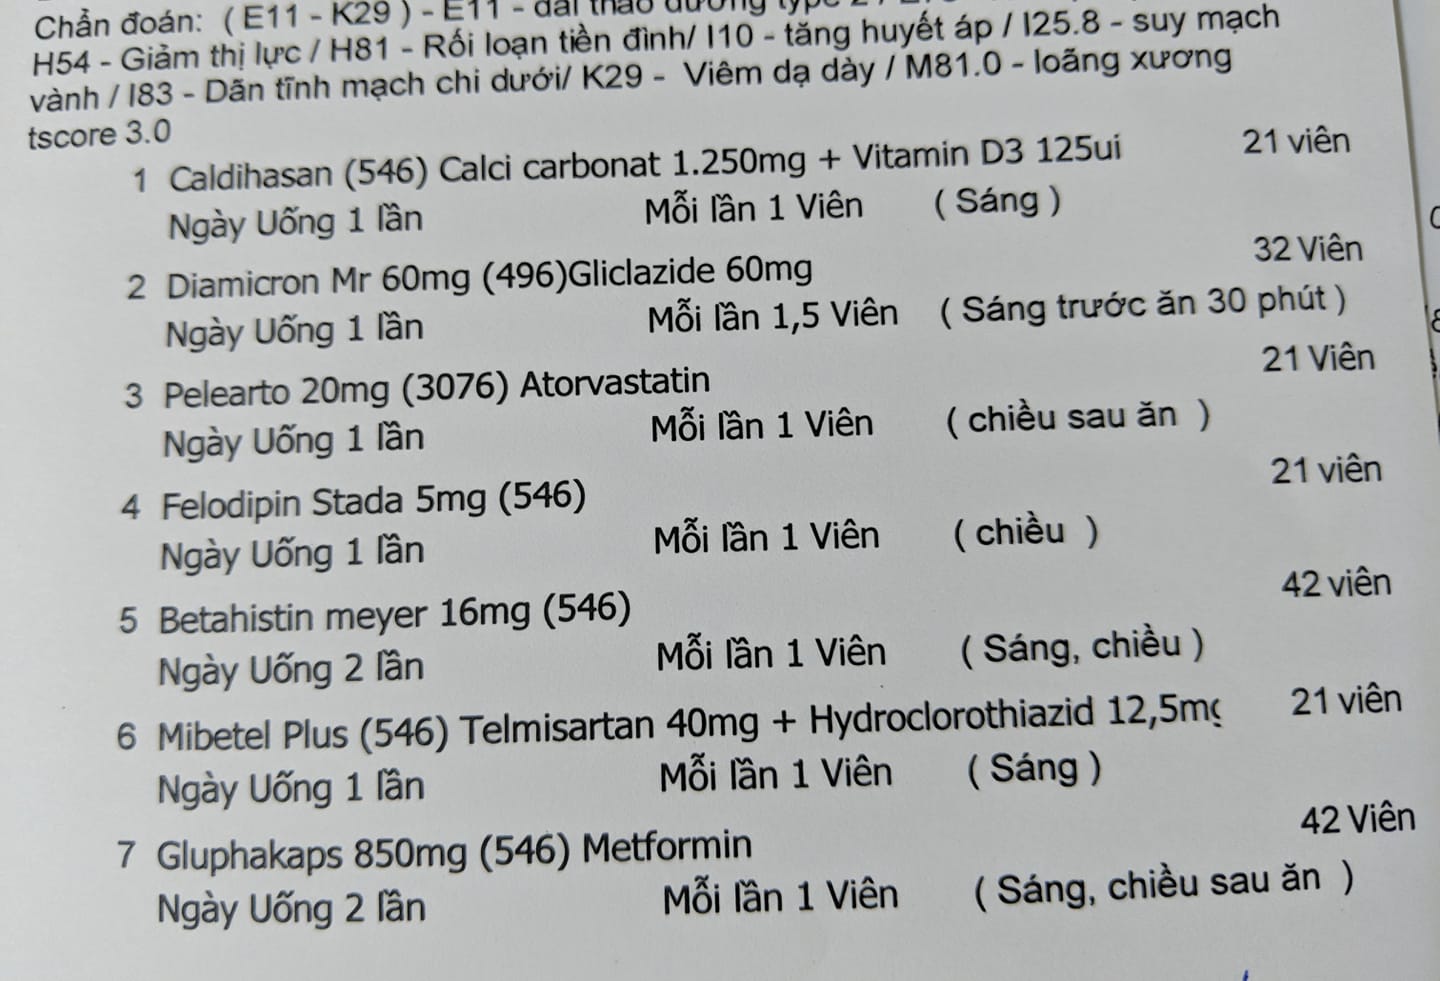 Chẩn đoán: ( E11 - K29 ) - E11 - đái tháo đường type 2 /
H54 - Giảm thị lực / H81 - Rối loạn tiền đình/ I10 - tăng huyết áp / I25.8 - suy mạch
vành / I83 - Dãn tĩnh mạch chi dưới/ K29 - Viêm dạ dày / M81.0 - loãng xương
tscore 3.0
1 Caldihasan (546) Calci carbonat 1.250mg + Vitamin D3 125ui 21 viên
Ngày Uống 1 lần Mỗi lần 1 Viên ( Sáng )
2 Diamicron Mr 60mg (496)Gliclazide 60mg 32 Viên
Ngày Uống 1 lần Mỗi lần 1,5 Viên ( Sáng trước ăn 30 phút )
3 Pelearto 20mg (3076) Atorvastatin 21 Viên
Ngày Uống 1 lần Mỗi lần 1 Viên ( chiều sau ăn )
4 Felodipin Stada 5mg (546) 21 viên
Ngày Uống 1 lần Mỗi lần 1 Viên ( chiều )
5 Betahistin meyer 16mg (546) 42 viên
Ngày Uống 2 lần Mỗi lần 1 Viên ( Sáng, chiều )
6 Mibetel Plus (546) Telmisartan 40mg + Hydroclorothiazid 12,5mg 21 viên
Ngày Uống 1 lần Mỗi lần 1 Viên ( Sáng )
7 Gluphakaps 850mg (546) Metformin 42 Viên
Ngày Uống 2 lần Mỗi lần 1 Viên ( Sáng, chiều sau ăn )